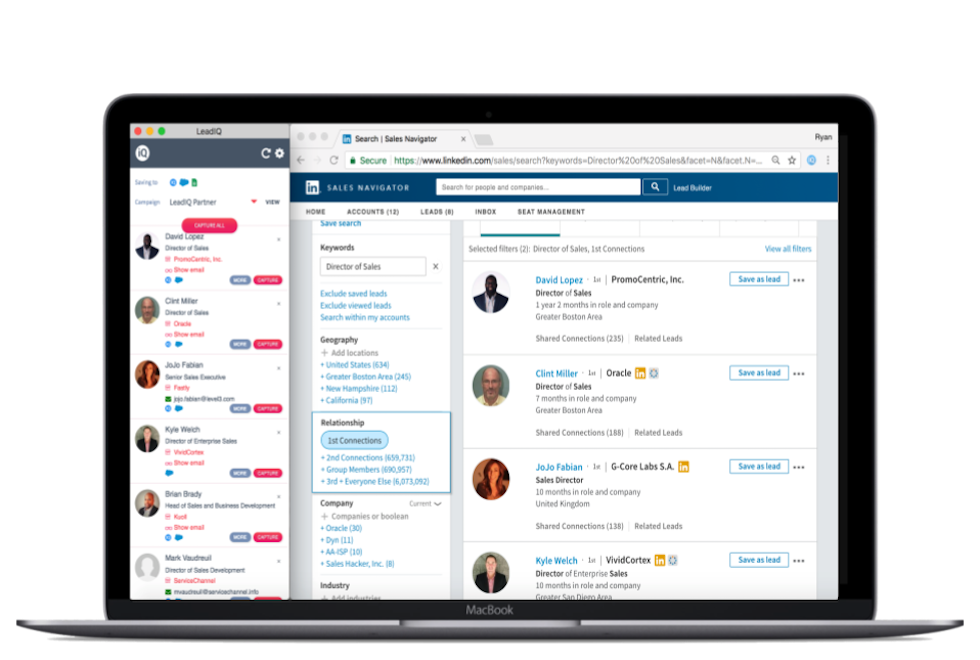 LeadIQ
iQ
Saving to
Campaign LeadIQ Partner VIEW
CAPTURE ALL
David Lopez
Director of Sales
PromoCentric, Inc.
Show email
MORE CAPTURE
Clint Miller
Director of Sales
Oracle
Show email
MORE CAPTURE
JoJo Fabian
Senior Sales Executive
Fastly
jojo.fabian@level3.com
MORE CAPTURE
Kyle Welch
Director of Enterprise Sales
VividCortex
Show email
MORE CAPTURE
Brian Brady
Head of Sales and Business Development
Show email
MORE CAPTURE
Mark Vaudreuil
Director of Sales Development
ServiceChannel
mvaudreuil@servicechannel.info
Search | Sales Navigator
Ryan
Secure https://www.linkedin.com/sales/search?keywords=Director%20of%20Sales&facet=N&facet.N=...
in SALES NAVIGATOR Search for people and companies... Lead Builder
HOME ACCOUNTS (12) LEADS (8) INBOX SEAT MANAGEMENT
Save search
Keywords
Director of Sales X
Exclude saved leads
Exclude viewed leads
Search within my accounts
Geography
+ Add locations
+ United States (634)
+ Greater Boston Area (245)
+ New Hampshire (112)
+ California (97)
Relationship
1st Connections
+ 2nd Connections (659,731)
+ Group Members (690,957)
+ 3rd + Everyone Else (6,073,092)
Company Current
+ Companies or boolean
+ Oracle (30)
+ Dyn (11)
+ AA-ISP (10)
+ Sales Hacker, Inc. (8)
Industry
+ Add industries
Selected filters (2): Director of Sales, 1st Connections View all filters
David Lopez · 1st | PromoCentric, Inc. Save as lead
Director of Sales
1 year 2 months in role and company
Greater Boston Area
Shared Connections (235) | Related Leads
Clint Miller · 1st | Oracle in Save as lead
Director of Sales
7 months in role and company
Greater Boston Area
Shared Connections (188) | Related Leads
JoJo Fabian · 1st | G-Core Labs S.A. in Save as lead
Sales Director
10 months in role and company
United Kingdom
Shared Connections (138) | Related Leads
Kyle Welch · 1st | VividCortex in Save as lead
Director of Enterprise Sales
10 months in role and company
Greater San Diego Area
MacBook